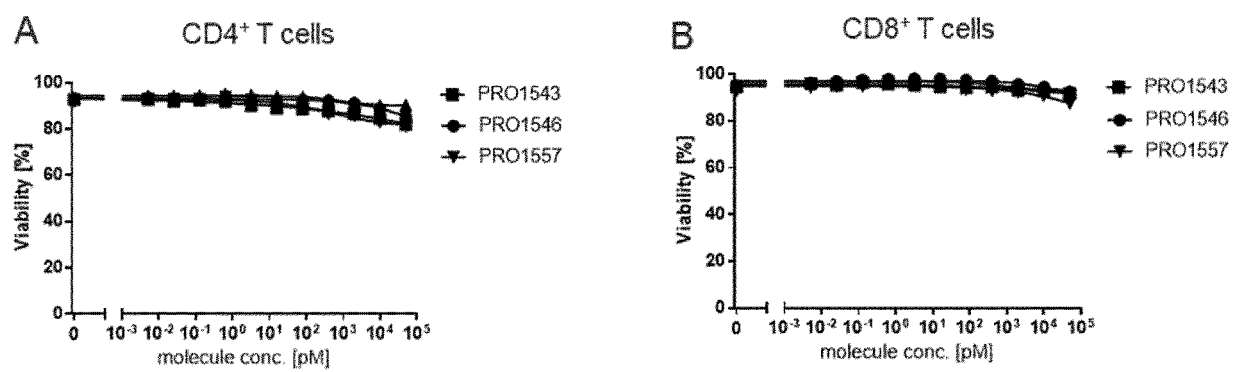 A
CD4⁺ T cells
Viability [%]
100
80
60
40
20
0
0 10⁻³ 10⁻² 10⁻¹ 10⁰ 10¹ 10² 10³ 10⁴ 10⁵
molecule conc. [pM]
PRO1543
PRO1546
PRO1557
B
CD8⁺ T cells
Viability [%]
100
80
60
40
20
0
0 10⁻³ 10⁻² 10⁻¹ 10⁰ 10¹ 10² 10³ 10⁴ 10⁵
molecule conc. [pM]
PRO1543
PRO1546
PRO1557